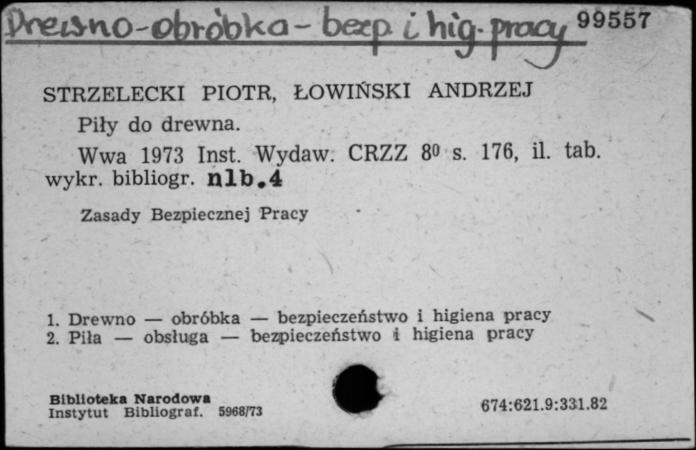 Drewno-obróbka-bezp. i hig. pracy 99557
STRZELECKI PIOTR, ŁOWIŃSKI ANDRZEJ
Piły do drewna.
Wwa 1973 Inst. Wydaw. CRZZ 8⁰ s. 176, il. tab.
wykr. bibliogr. nlb.4
Zasady Bezpiecznej Pracy
1. Drewno — obróbka — bezpieczeństwo i higiena pracy
2. Piła — obsługa — bezpieczeństwo i higiena pracy
Biblioteka Narodowa
Instytut Bibliograf. 5968/73
674:621.9:331.82